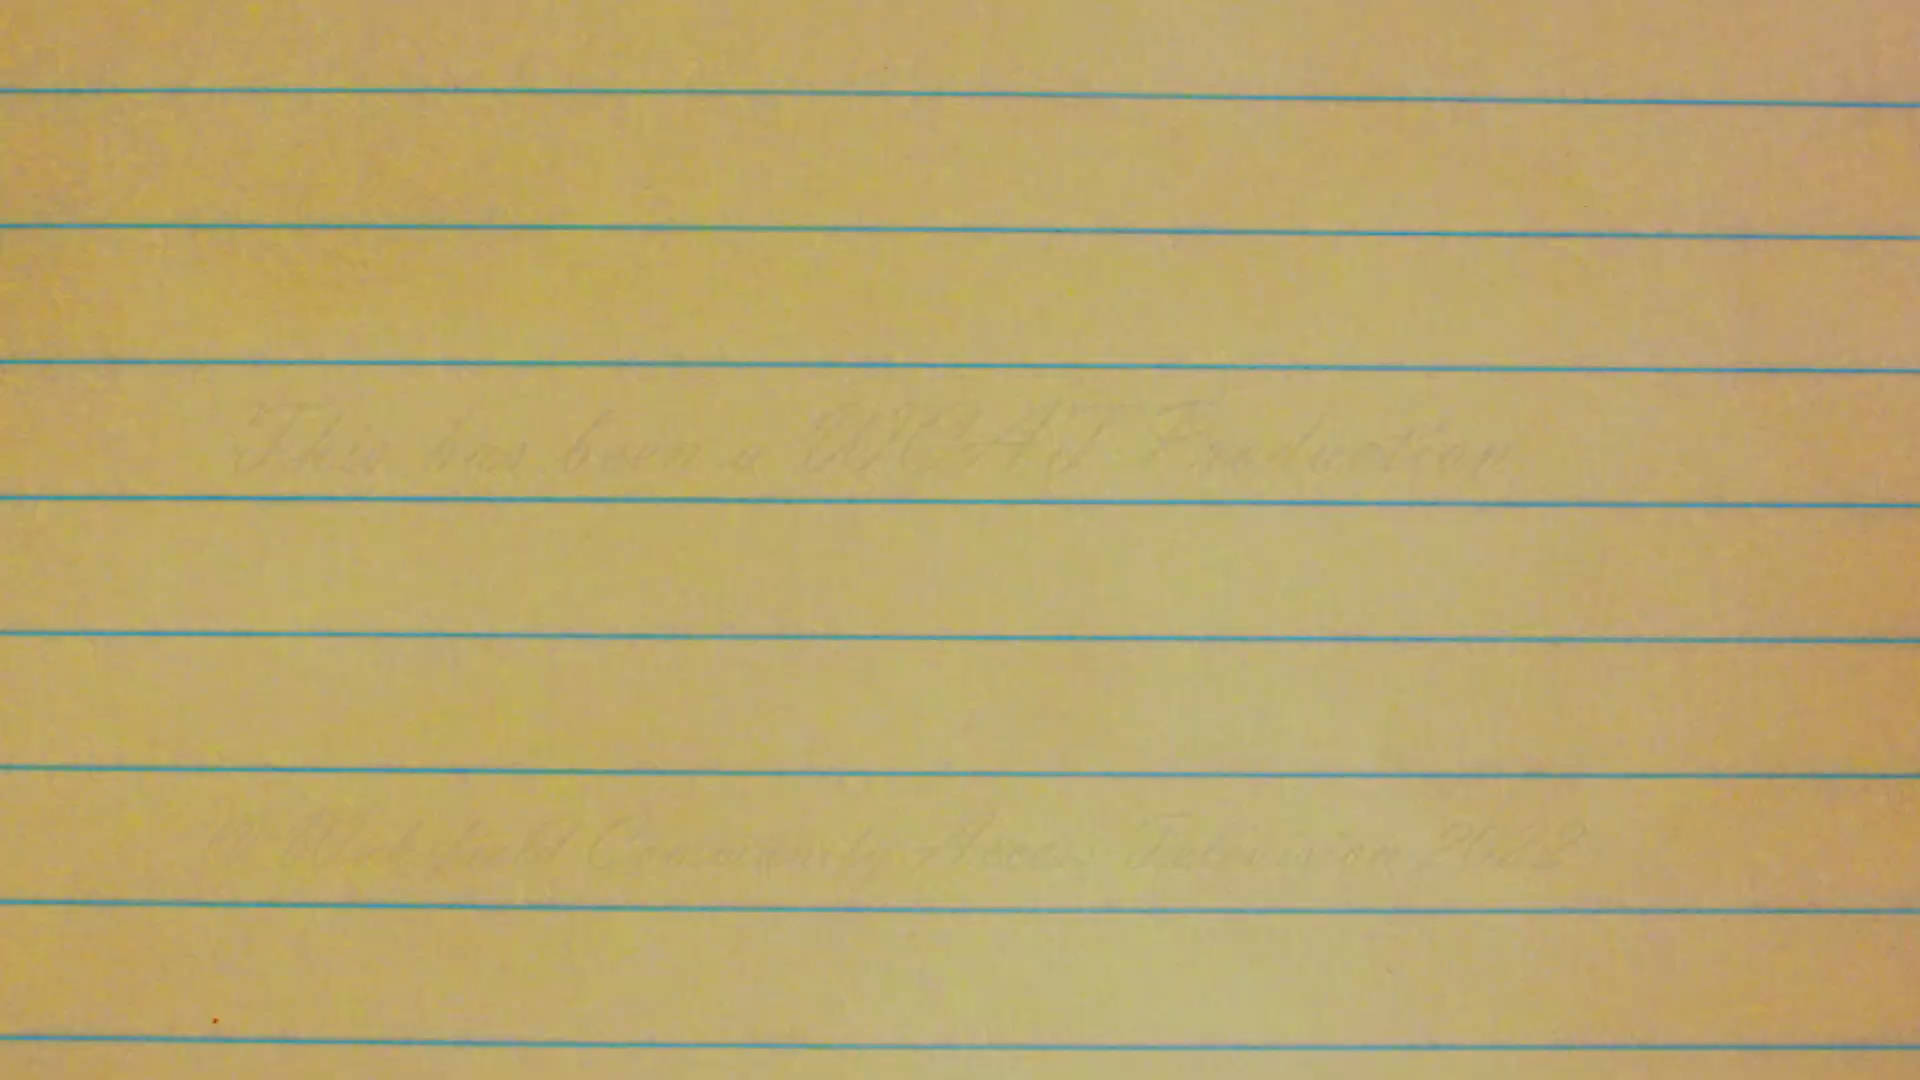 This has been a WCAT Production
© Wakefield Community Access Television 2022